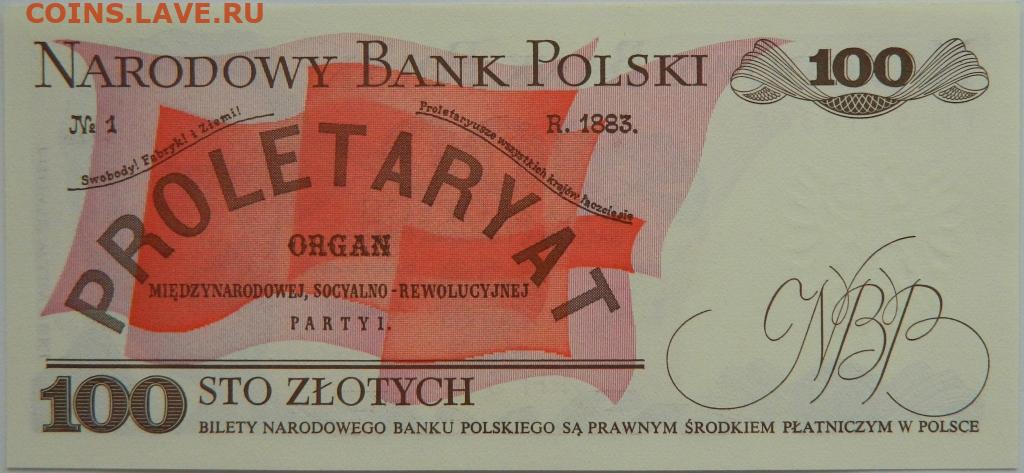 COINS.LAVE.RU
NARODOWY BANK POLSKI
100
№ 1
R. 1883.
Swobody! Fabryk! i Ziemi!
Proletaryusze wszystkich krajów łączcie się
PROLETARYAT
ORGAN
MIĘDZYNARODOWEJ, SOCYALNO-REWOLUCYJNEJ
PARTYI.
NBP
100 STO ZŁOTYCH
BILETY NARODOWEGO BANKU POLSKIEGO SĄ PRAWNYM ŚRODKIEM PŁATNICZYM W POLSCE